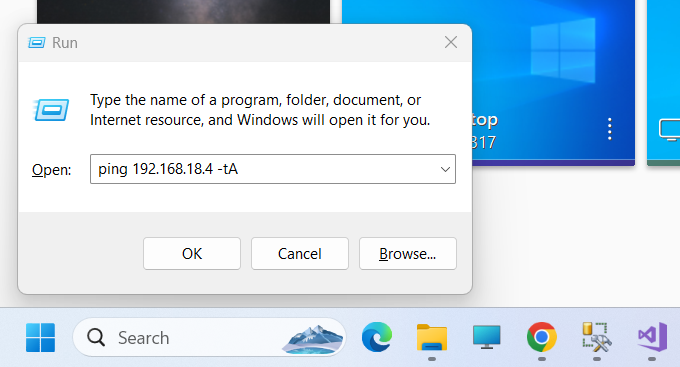 Run
Type the name of a program, folder, document, or
Internet resource, and Windows will open it for you.
Open:
ping 192.168.18.4 -tA
OK
Cancel
Browse...
top
317
Search